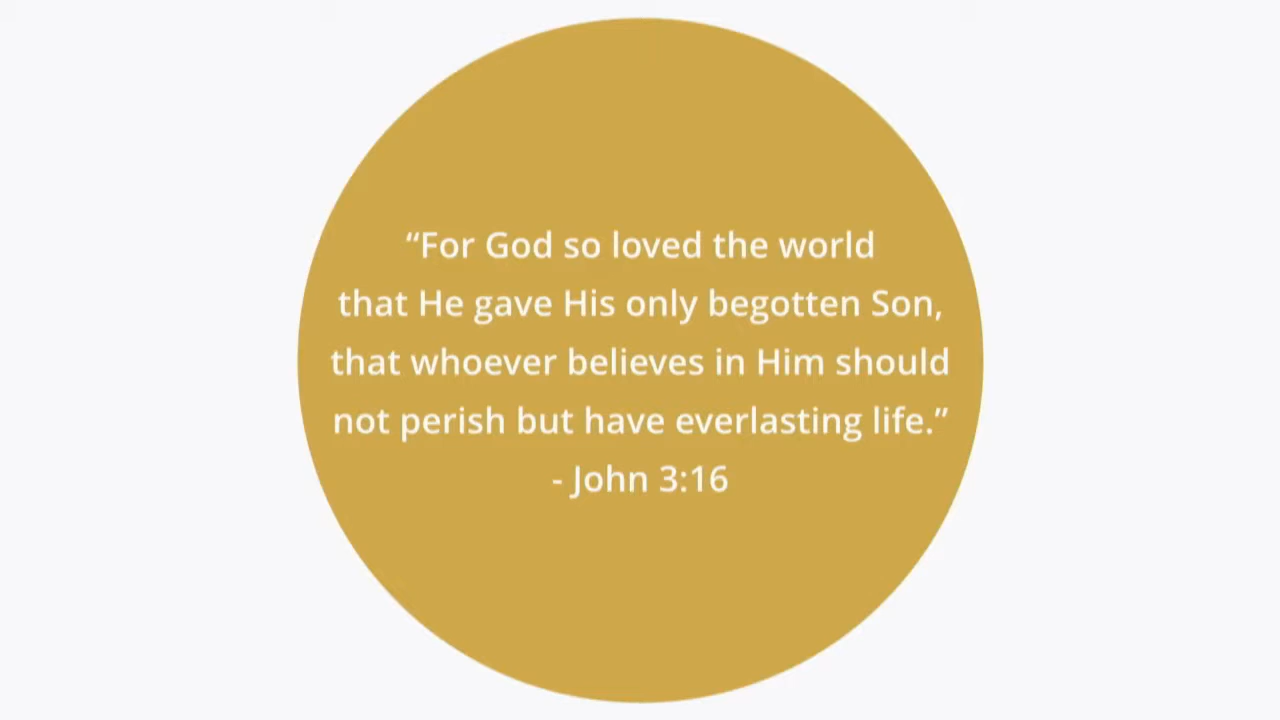 “For God so loved the world
that He gave His only begotten Son,
that whoever believes in Him should
not perish but have everlasting life.”
- John 3:16